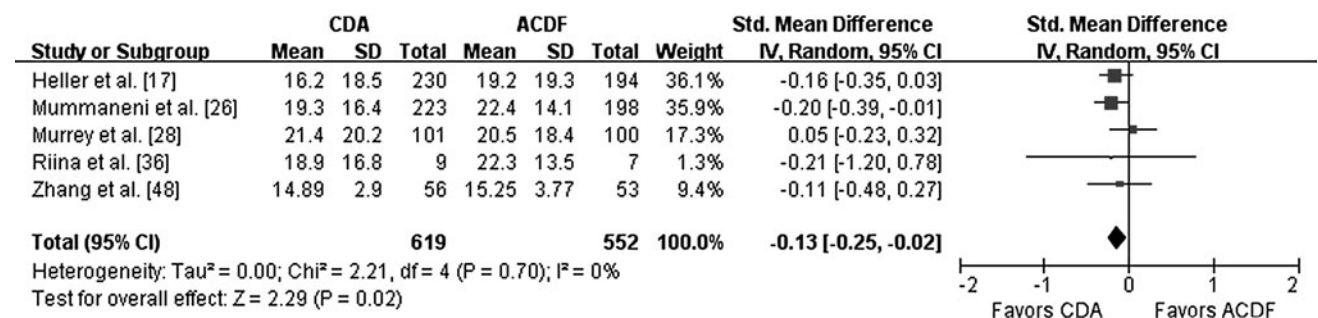 CDA ACDF Std. Mean Difference Std. Mean Difference
Study or Subgroup Mean SD Total Mean SD Total Weight IV, Random, 95% CI IV, Random, 95% CI
Heller et al. [17] 16.2 18.5 230 19.2 19.3 194 36.1% -0.16 [-0.35, 0.03]
Mummaneni et al. [26] 19.3 16.4 223 22.4 14.1 198 35.9% -0.20 [-0.39, -0.01]
Murrey et al. [28] 21.4 20.2 101 20.5 18.4 100 17.3% 0.05 [-0.23, 0.32]
Riina et al. [36] 18.9 16.8 9 22.3 13.5 7 1.3% -0.21 [-1.20, 0.78]
Zhang et al. [48] 14.89 2.9 56 15.25 3.77 53 9.4% -0.11 [-0.48, 0.27]
Total (95% CI) 619 552 100.0% -0.13 [-0.25, -0.02]
Heterogeneity: Tau² = 0.00; Chi² = 2.21, df = 4 (P = 0.70); I² = 0%
Test for overall effect: Z = 2.29 (P = 0.02)
-2 -1 0 1 2
Favors CDA Favors ACDF